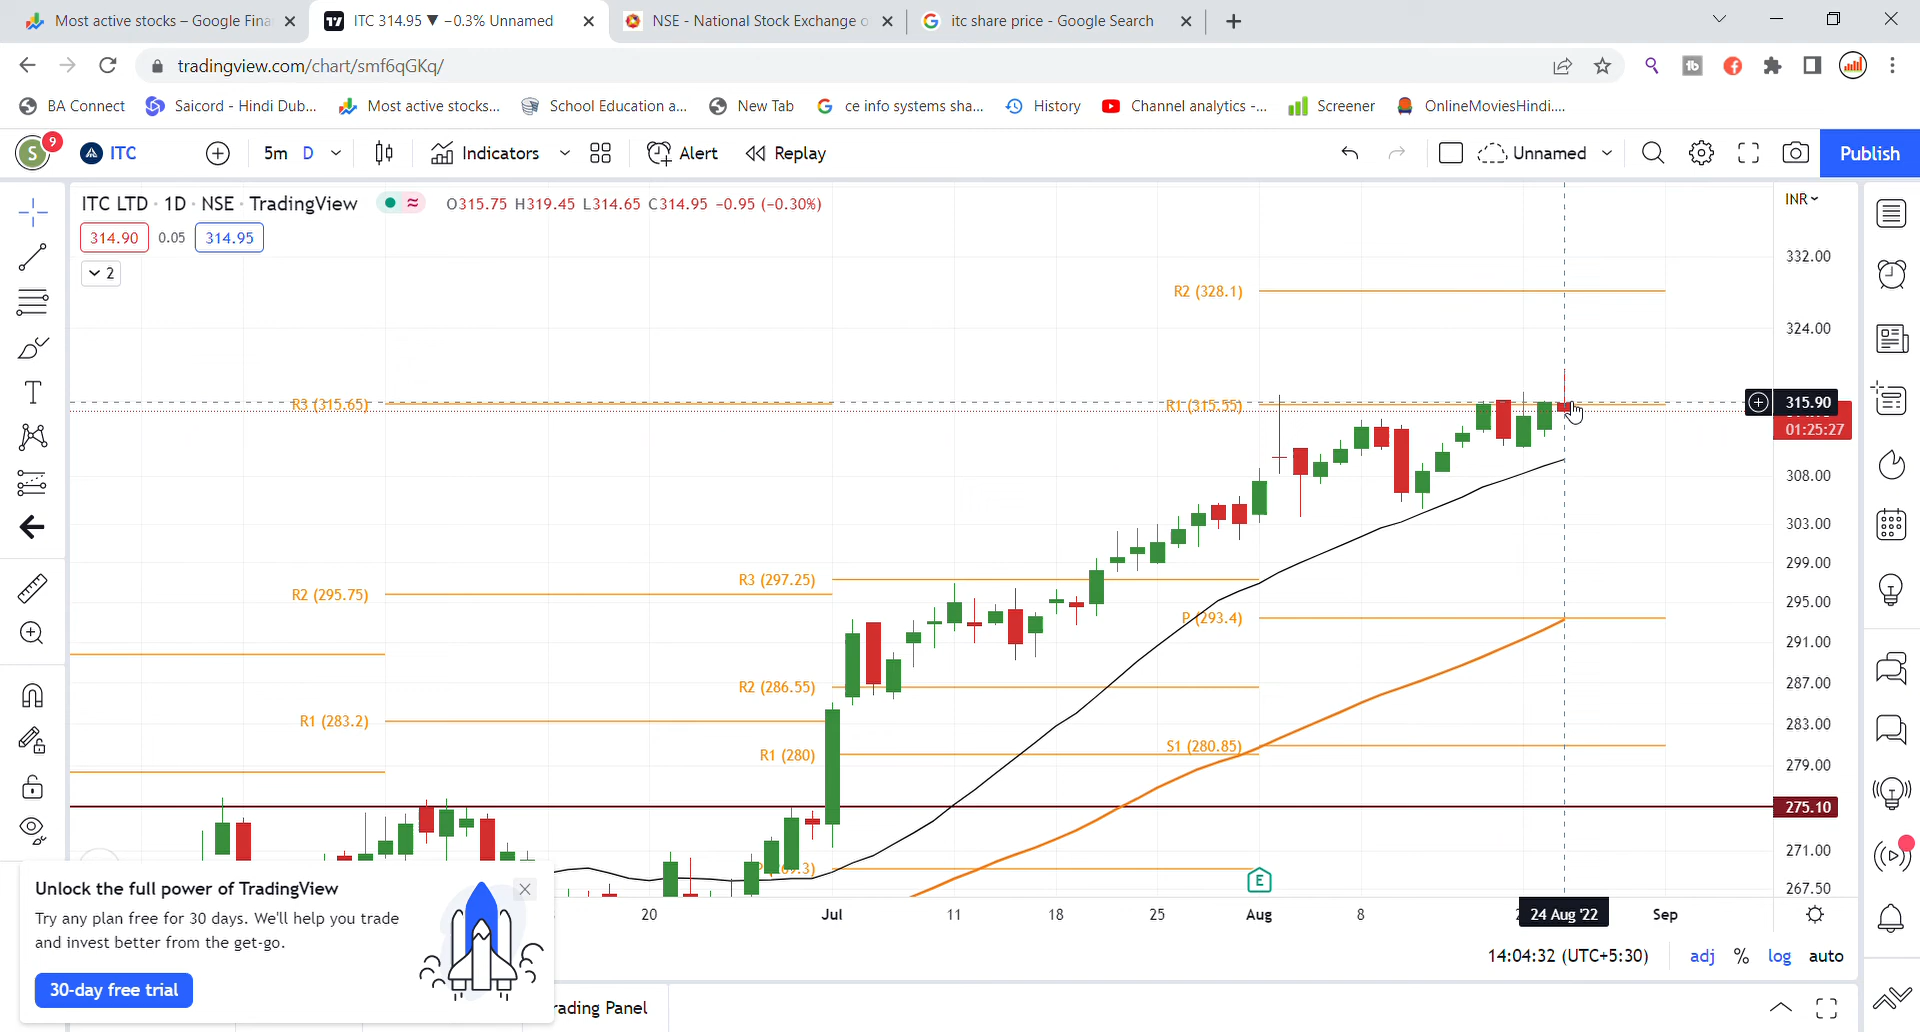 Most active stocks – Google Fina
ITC 314.95 ▼ −0.3% Unnamed
NSE - National Stock Exchange o
itc share price - Google Search
tradingview.com/chart/smf6qGKq/
BA Connect
Saicord - Hindi Dub...
Most active stocks...
School Education a...
New Tab
ce info systems sha...
History
Channel analytics -...
Screener
OnlineMoviesHindi....
S
9
ITC
5m D
Indicators
Alert
Replay
Unnamed
Publish
ITC LTD · 1D · NSE · TradingView
O315.75 H319.45 L314.65 C314.95 −0.95 (−0.30%)
INR
314.90 0.05 314.95
2
332.00
R2 (328.1)
324.00
R3 (315.65)
R1 (315.55)
315.90
01:25:27
308.00
303.00
299.00
R3 (297.25)
R2 (295.75)
295.00
P (293.4)
291.00
R2 (286.55)
287.00
R1 (283.2)
283.00
S1 (280.85)
R1 (280)
279.00
275.10
271.00
267.50
20
Jul
11
18
25
Aug
8
24 Aug '22
Sep
E
14:04:32 (UTC+5:30)
adj % log auto
Unlock the full power of TradingView
Try any plan free for 30 days. We'll help you trade
and invest better from the get-go.
30-day free trial
rading Panel